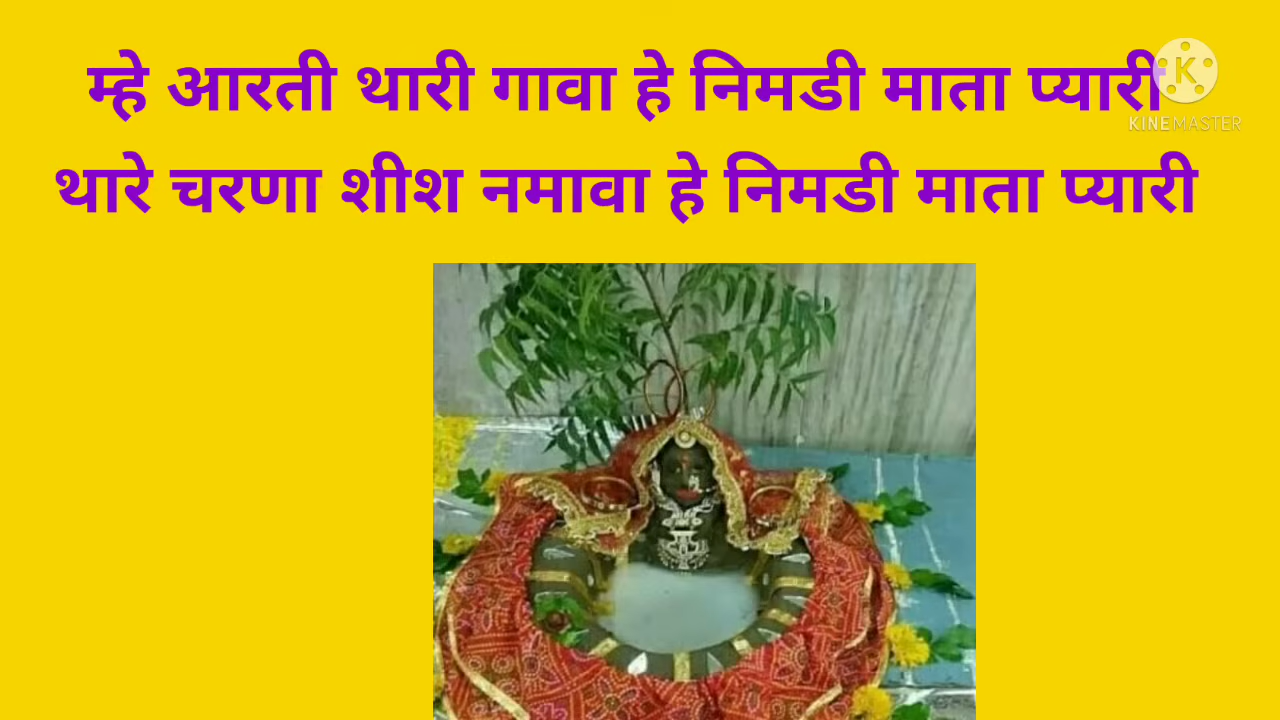 म्हे आरती थारी गावा हे निमडी माता प्यारी
KINEMASTER
थारे चरणा शीश नमावा हे निमडी माता प्यारी